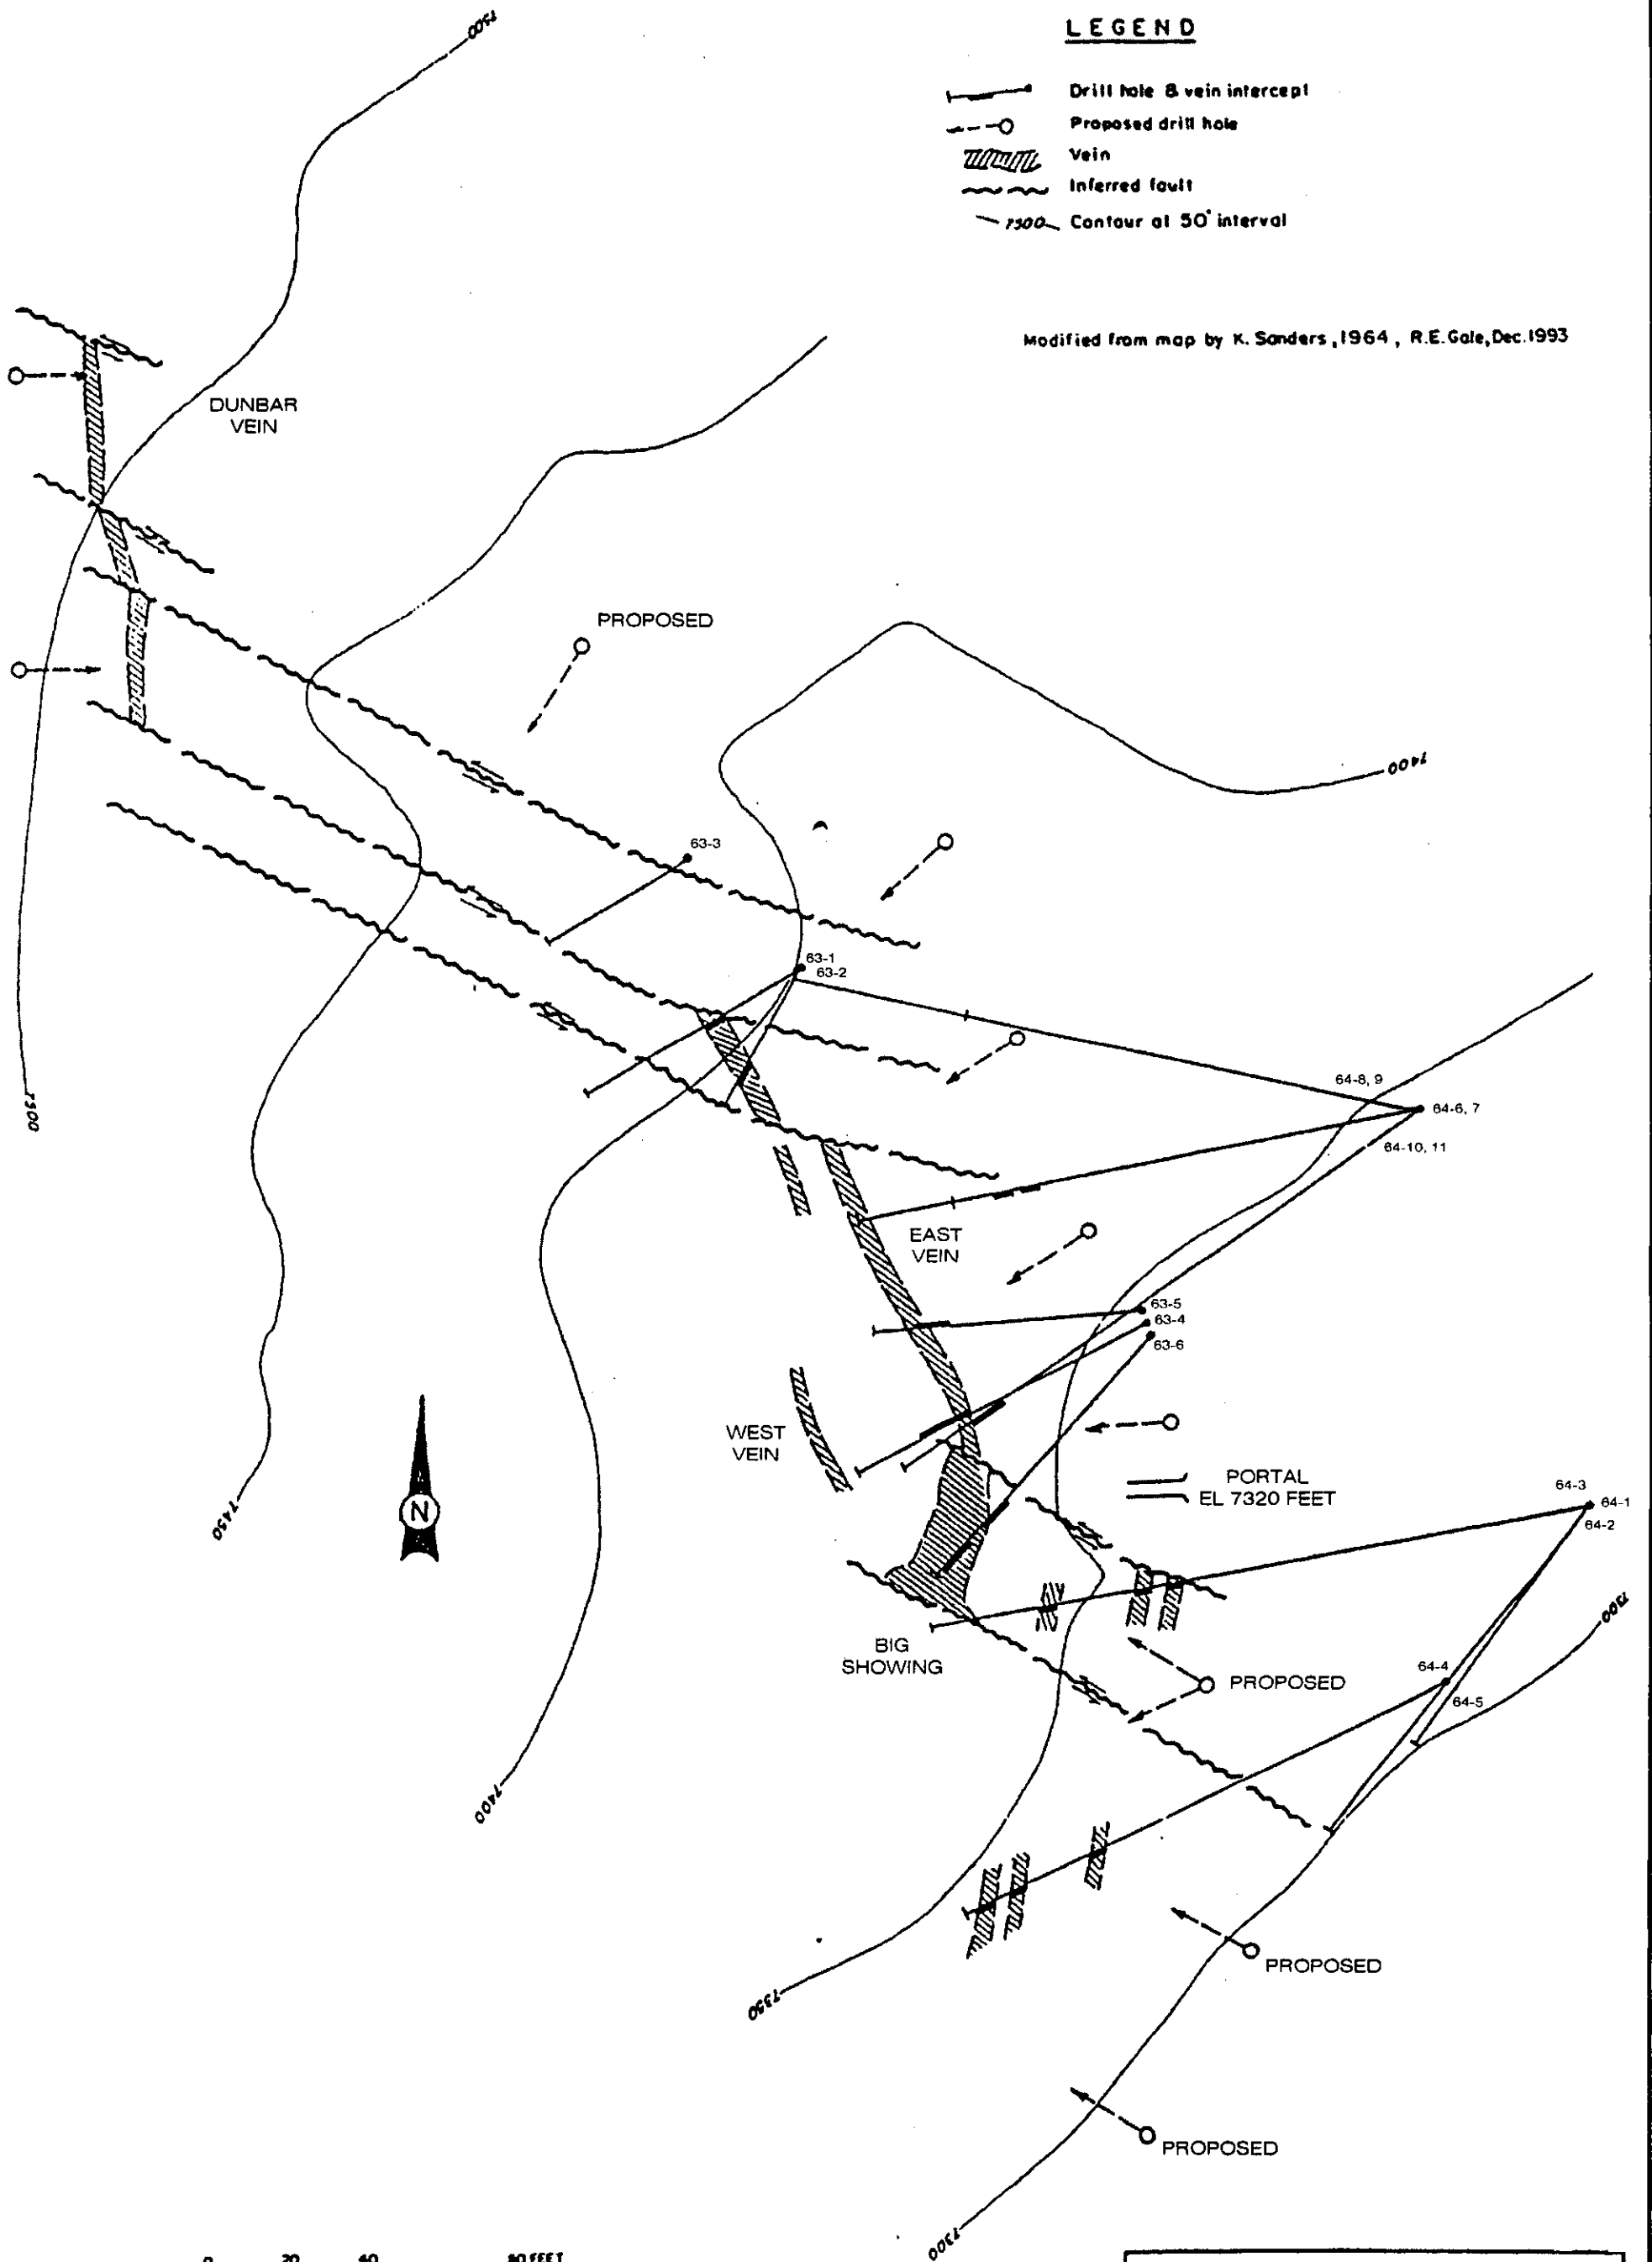 LEGEND
Drill hole & vein intercept
Proposed drill hole
Vein
Inferred fault
7500 Contour at 50' interval
Modified from map by K. Sanders, 1964, R.E. Gale, Dec. 1993
7500
DUNBAR
VEIN
PROPOSED
7400
63-3
63-1
63-2
7500
64-8, 9
64-6, 7
64-10, 11
EAST
VEIN
63-5
63-4
63-6
WEST
VEIN
N
PORTAL
EL 7320 FEET
64-3
64-1
64-2
7450
BIG
SHOWING
PROPOSED
7300
64-4
64-5
7400
PROPOSED
7350
PROPOSED
7300
0 20 40 80 FEET